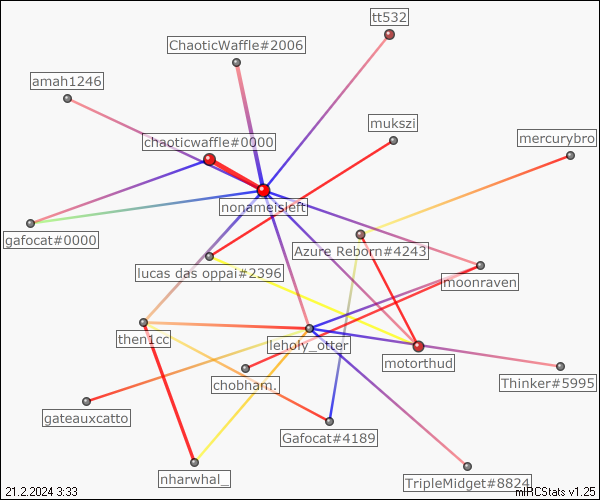 tt532
ChaoticWaffle#2006
amah1246
mukszi
mercurybro
chaoticwaffle#0000
nonameisleft
gafocat#0000
Azure Reborn#4243
lucas das oppai#2396
moonraven
then1cc
leholy_otter
motorthud
chobham.
Thinker#5995
gateauxcatto
Gafocat#4189
nharwhal_
TripleMidget#8824
21.2.2024 3:33
mIRCStats v1.25